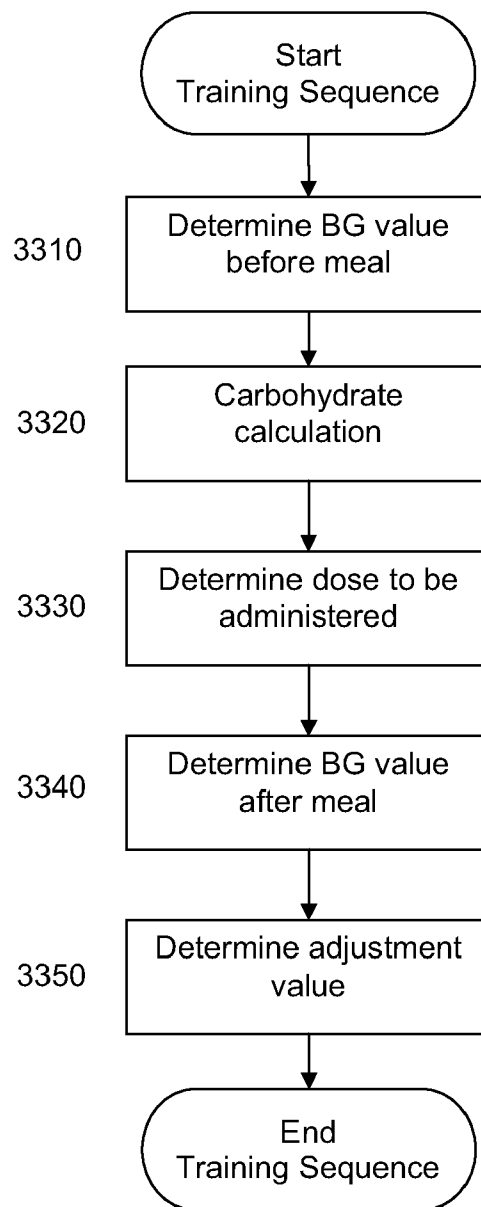 Start
Training Sequence
3310
Determine BG value
before meal
3320
Carbohydrate
calculation
3330
Determine dose to be
administered
3340
Determine BG value
after meal
3350
Determine adjustment
value
End
Training Sequence